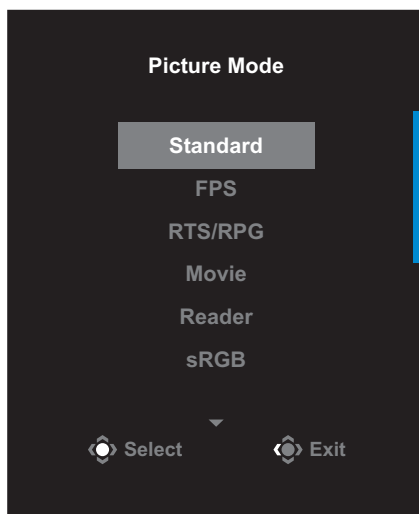 Picture Mode
Standard
FPS
RTS/RPG
Movie
Reader
sRGB
Select Exit